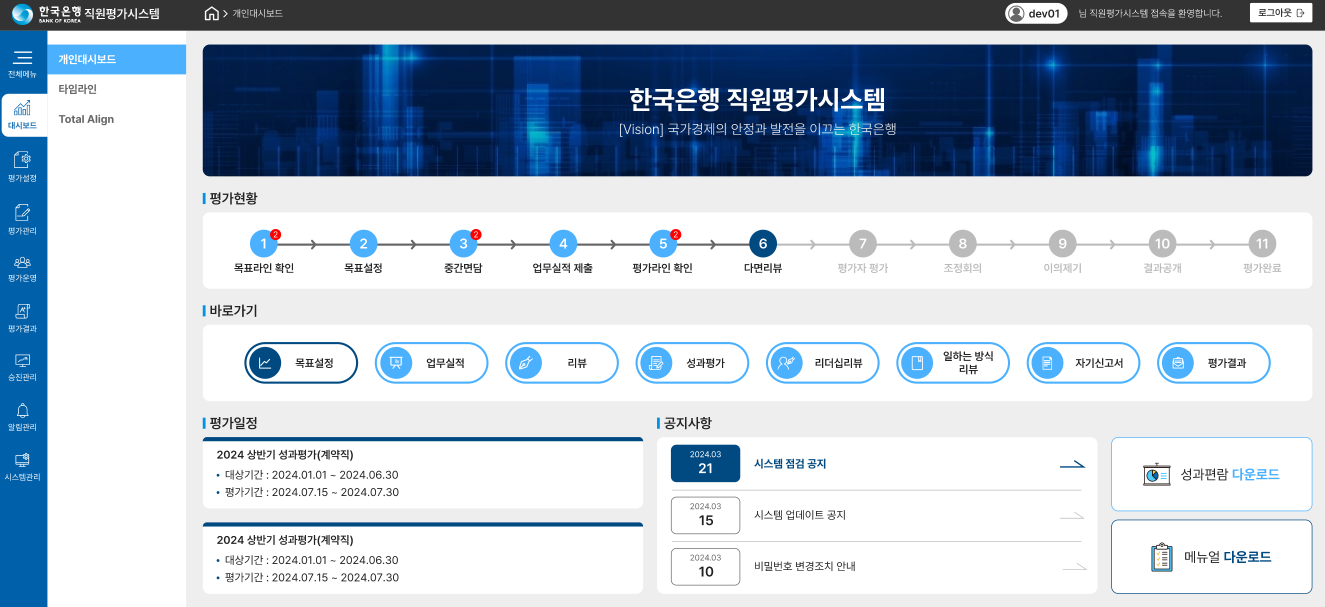 한국은행 직원평가시스템
BANK OF KOREA
개인대시보드
dev01 님 직원평가시스템 접속을 환영합니다.
로그아웃
전체메뉴
대시보드
평가설정
평가관리
평가운영
평가결과
승진관리
알림관리
시스템관리
개인대시보드
타임라인
Total Align
한국은행 직원평가시스템
[Vision] 국가경제의 안정과 발전을 이끄는 한국은행
평가현황
1 2
목표라인 확인
2
목표설정
3 2
중간면담
4
업무실적 제출
5 2
평가라인 확인
6
다면리뷰
7
평가자 평가
8
조정회의
9
이의제기
10
결과공개
11
평가완료
바로가기
목표설정
업무실적
리뷰
성과평가
리더십리뷰
일하는 방식
리뷰
자기신고서
평가결과
평가일정
2024 상반기 성과평가(계약직)
• 대상기간 : 2024.01.01 ~ 2024.06.30
• 평가기간 : 2024.07.15 ~ 2024.07.30
2024 상반기 성과평가(계약직)
• 대상기간 : 2024.01.01 ~ 2024.06.30
• 평가기간 : 2024.07.15 ~ 2024.07.30
공지사항
2024.03
21
시스템 점검 공지
2024.03
15
시스템 업데이트 공지
2024.03
10
비밀번호 변경조치 안내
성과편람 다운로드
메뉴얼 다운로드